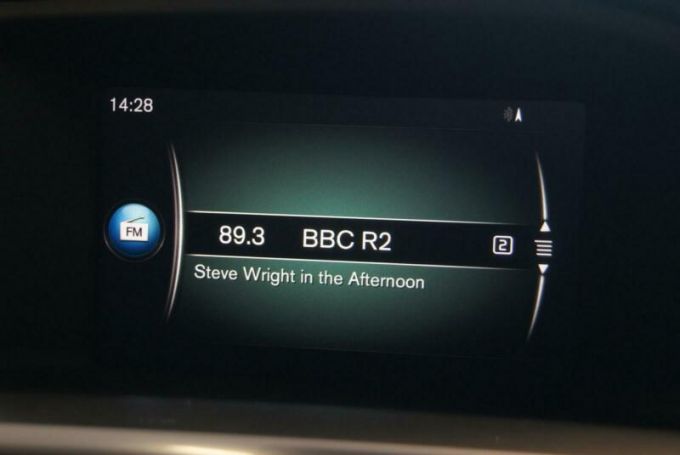 14:28
FM
89.3 BBC R2 2
Steve Wright in the Afternoon